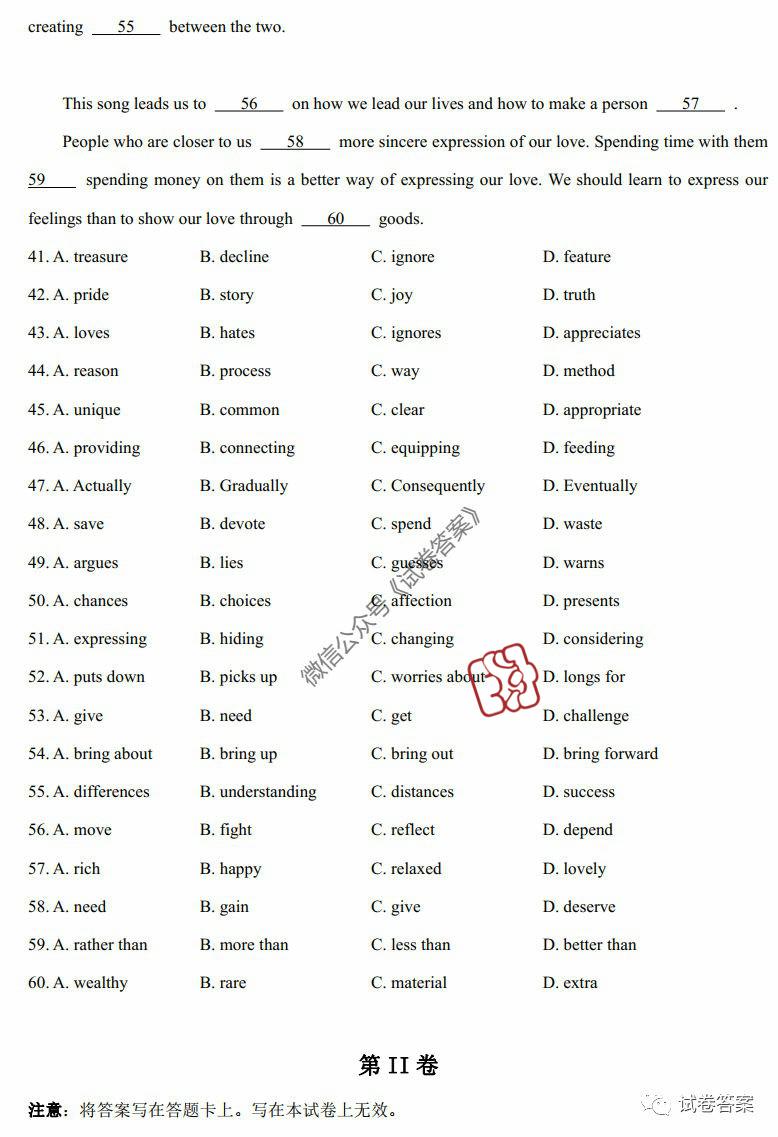 creating 55 between the two.
This song leads us to 56 on how we lead our lives and how to make a person 57 .
People who are closer to us 58 more sincere expression of our love. Spending time with them
59 spending money on them is a better way of expressing our love. We should learn to express our
feelings than to show our love through 60 goods.
41. A. treasure B. decline C. ignore D. feature
42. A. pride B. story C. joy D. truth
43. A. loves B. hates C. ignores D. appreciates
44. A. reason B. process C. way D. method
45. A. unique B. common C. clear D. appropriate
46. A. providing B. connecting C. equipping D. feeding
47. A. Actually B. Gradually C. Consequently D. Eventually
48. A. save B. devote C. spend D. waste
49. A. argues B. lies C. guesses D. warns
50. A. chances B. choices C. affection D. presents
51. A. expressing B. hiding C. changing D. considering
52. A. puts down B. picks up C. worries about D. longs for
53. A. give B. need C. get D. challenge
54. A. bring about B. bring up C. bring out D. bring forward
55. A. differences B. understanding C. distances D. success
56. A. move B. fight C. reflect D. depend
57. A. rich B. happy C. relaxed D. lovely
58. A. need B. gain C. give D. deserve
59. A. rather than B. more than C. less than D. better than
60. A. wealthy B. rare C. material D. extra
微信公众号《试卷答案》
第 II 卷
注意：将答案写在答题卡上。写在本试卷上无效。
试卷答案